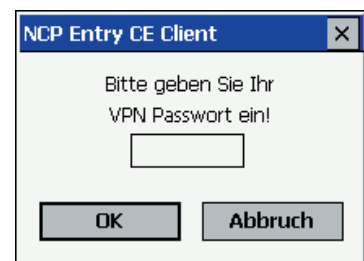 NCP Entry CE Client
Bitte geben Sie Ihr
VPN Passwort ein!
OK
Abbruch